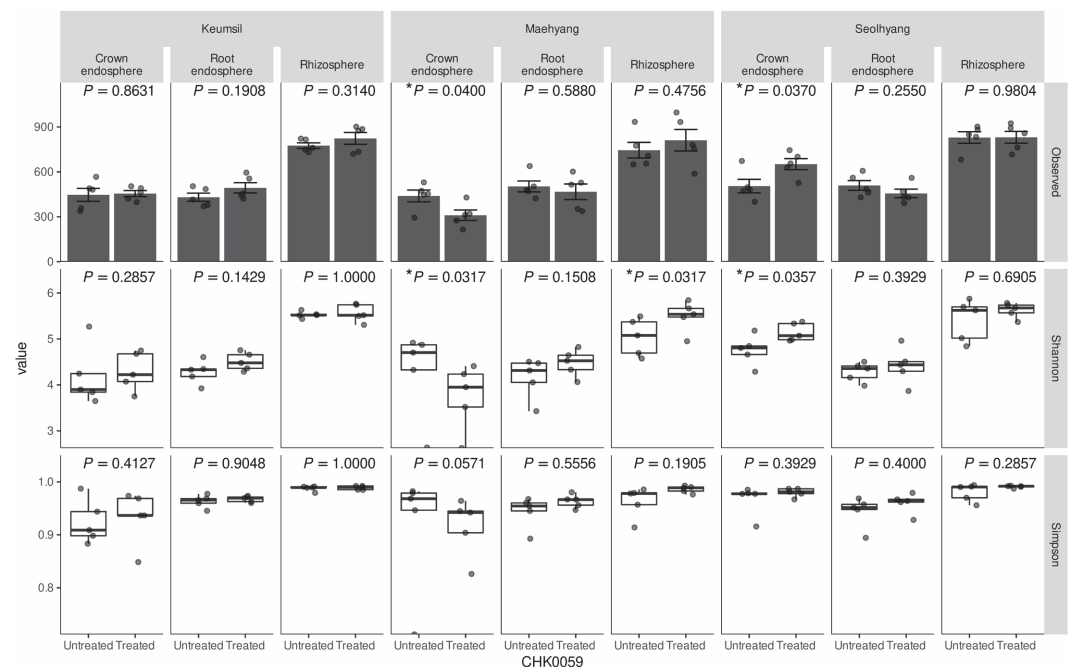 Keumsil Maehyang Seolhyang
Crown endosphere Root endosphere Rhizosphere Crown endosphere Root endosphere Rhizosphere Crown endosphere Root endosphere Rhizosphere
P = 0.8631 P = 0.1908 P = 0.3140 *P = 0.0400 P = 0.5880 P = 0.4756 *P = 0.0370 P = 0.2550 P = 0.9804
900
600
300
0
Observed
P = 0.2857 P = 0.1429 P = 1.0000 *P = 0.0317 P = 0.1508 *P = 0.0317 *P = 0.0357 P = 0.3929 P = 0.6905
6
5
4
3
Shannon
value
P = 0.4127 P = 0.9048 P = 1.0000 P = 0.0571 P = 0.5556 P = 0.1905 P = 0.3929 P = 0.4000 P = 0.2857
1.0
0.9
0.8
Simpson
Untreated Treated Untreated Treated Untreated Treated Untreated Treated Untreated Treated Untreated Treated Untreated Treated Untreated Treated Untreated Treated
CHK0059